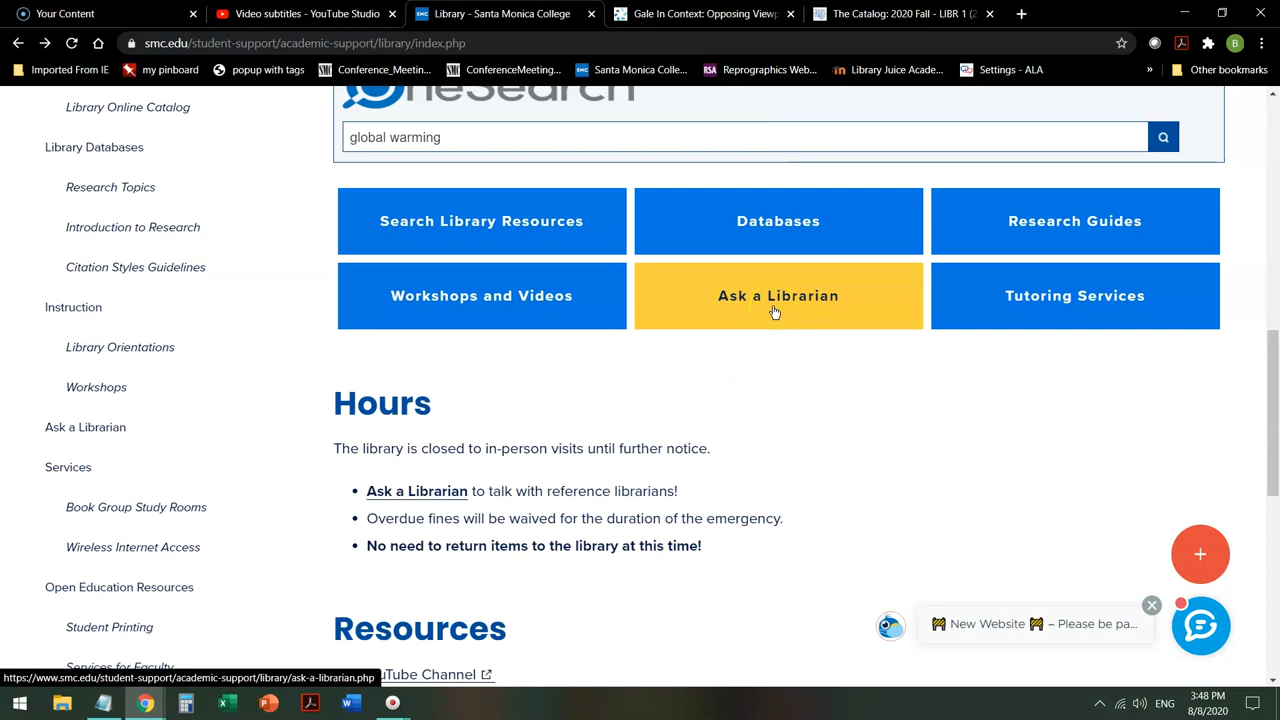 Your Content
Video subtitles - YouTube Studio
Library - Santa Monica College
Gale In Context: Opposing Viewp
The Catalog: 2020 Fall - LIBR 1 (2
smc.edu/student-support/academic-support/library/index.php
B
Imported From IE
my pinboard
popup with tags
Conference_Meetin...
ConferenceMeeting...
Santa Monica Colle...
Reprographics Web...
Library Juice Acade...
Settings - ALA
»
Other bookmarks
Library Online Catalog
Library Databases
Research Topics
Introduction to Research
Citation Styles Guidelines
Instruction
Library Orientations
Workshops
Ask a Librarian
Services
Book Group Study Rooms
Wireless Internet Access
Open Education Resources
Student Printing
Services for Faculty
OneSearch
global warming
Search Library Resources
Databases
Research Guides
Workshops and Videos
Ask a Librarian
Tutoring Services
Hours
The library is closed to in-person visits until further notice.
• Ask a Librarian to talk with reference librarians!
• Overdue fines will be waived for the duration of the emergency.
• No need to return items to the library at this time!
Resources
uTube Channel
New Website – Please be pa...
https://www.smc.edu/student-support/academic-support/library/ask-a-librarian.php
ENG
3:48 PM
8/8/2020